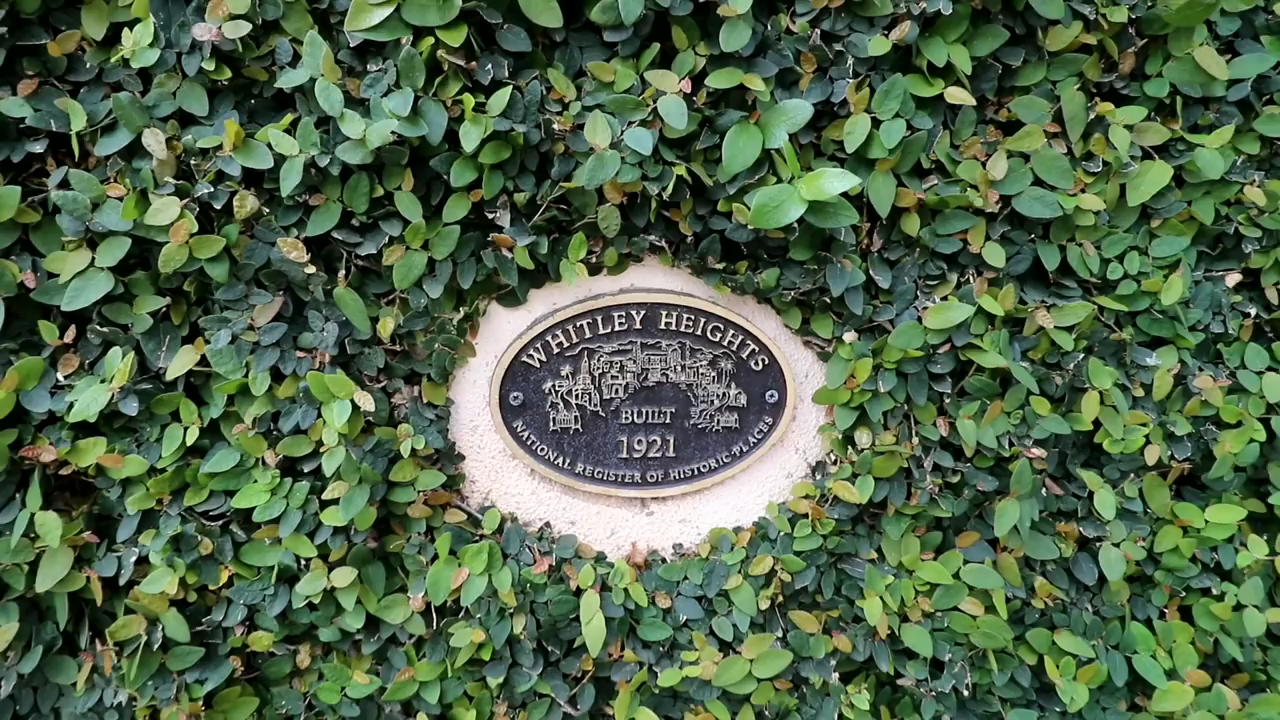 WHITLEY HEIGHTS
BUILT
1921
NATIONAL REGISTER OF HISTORIC PLACES